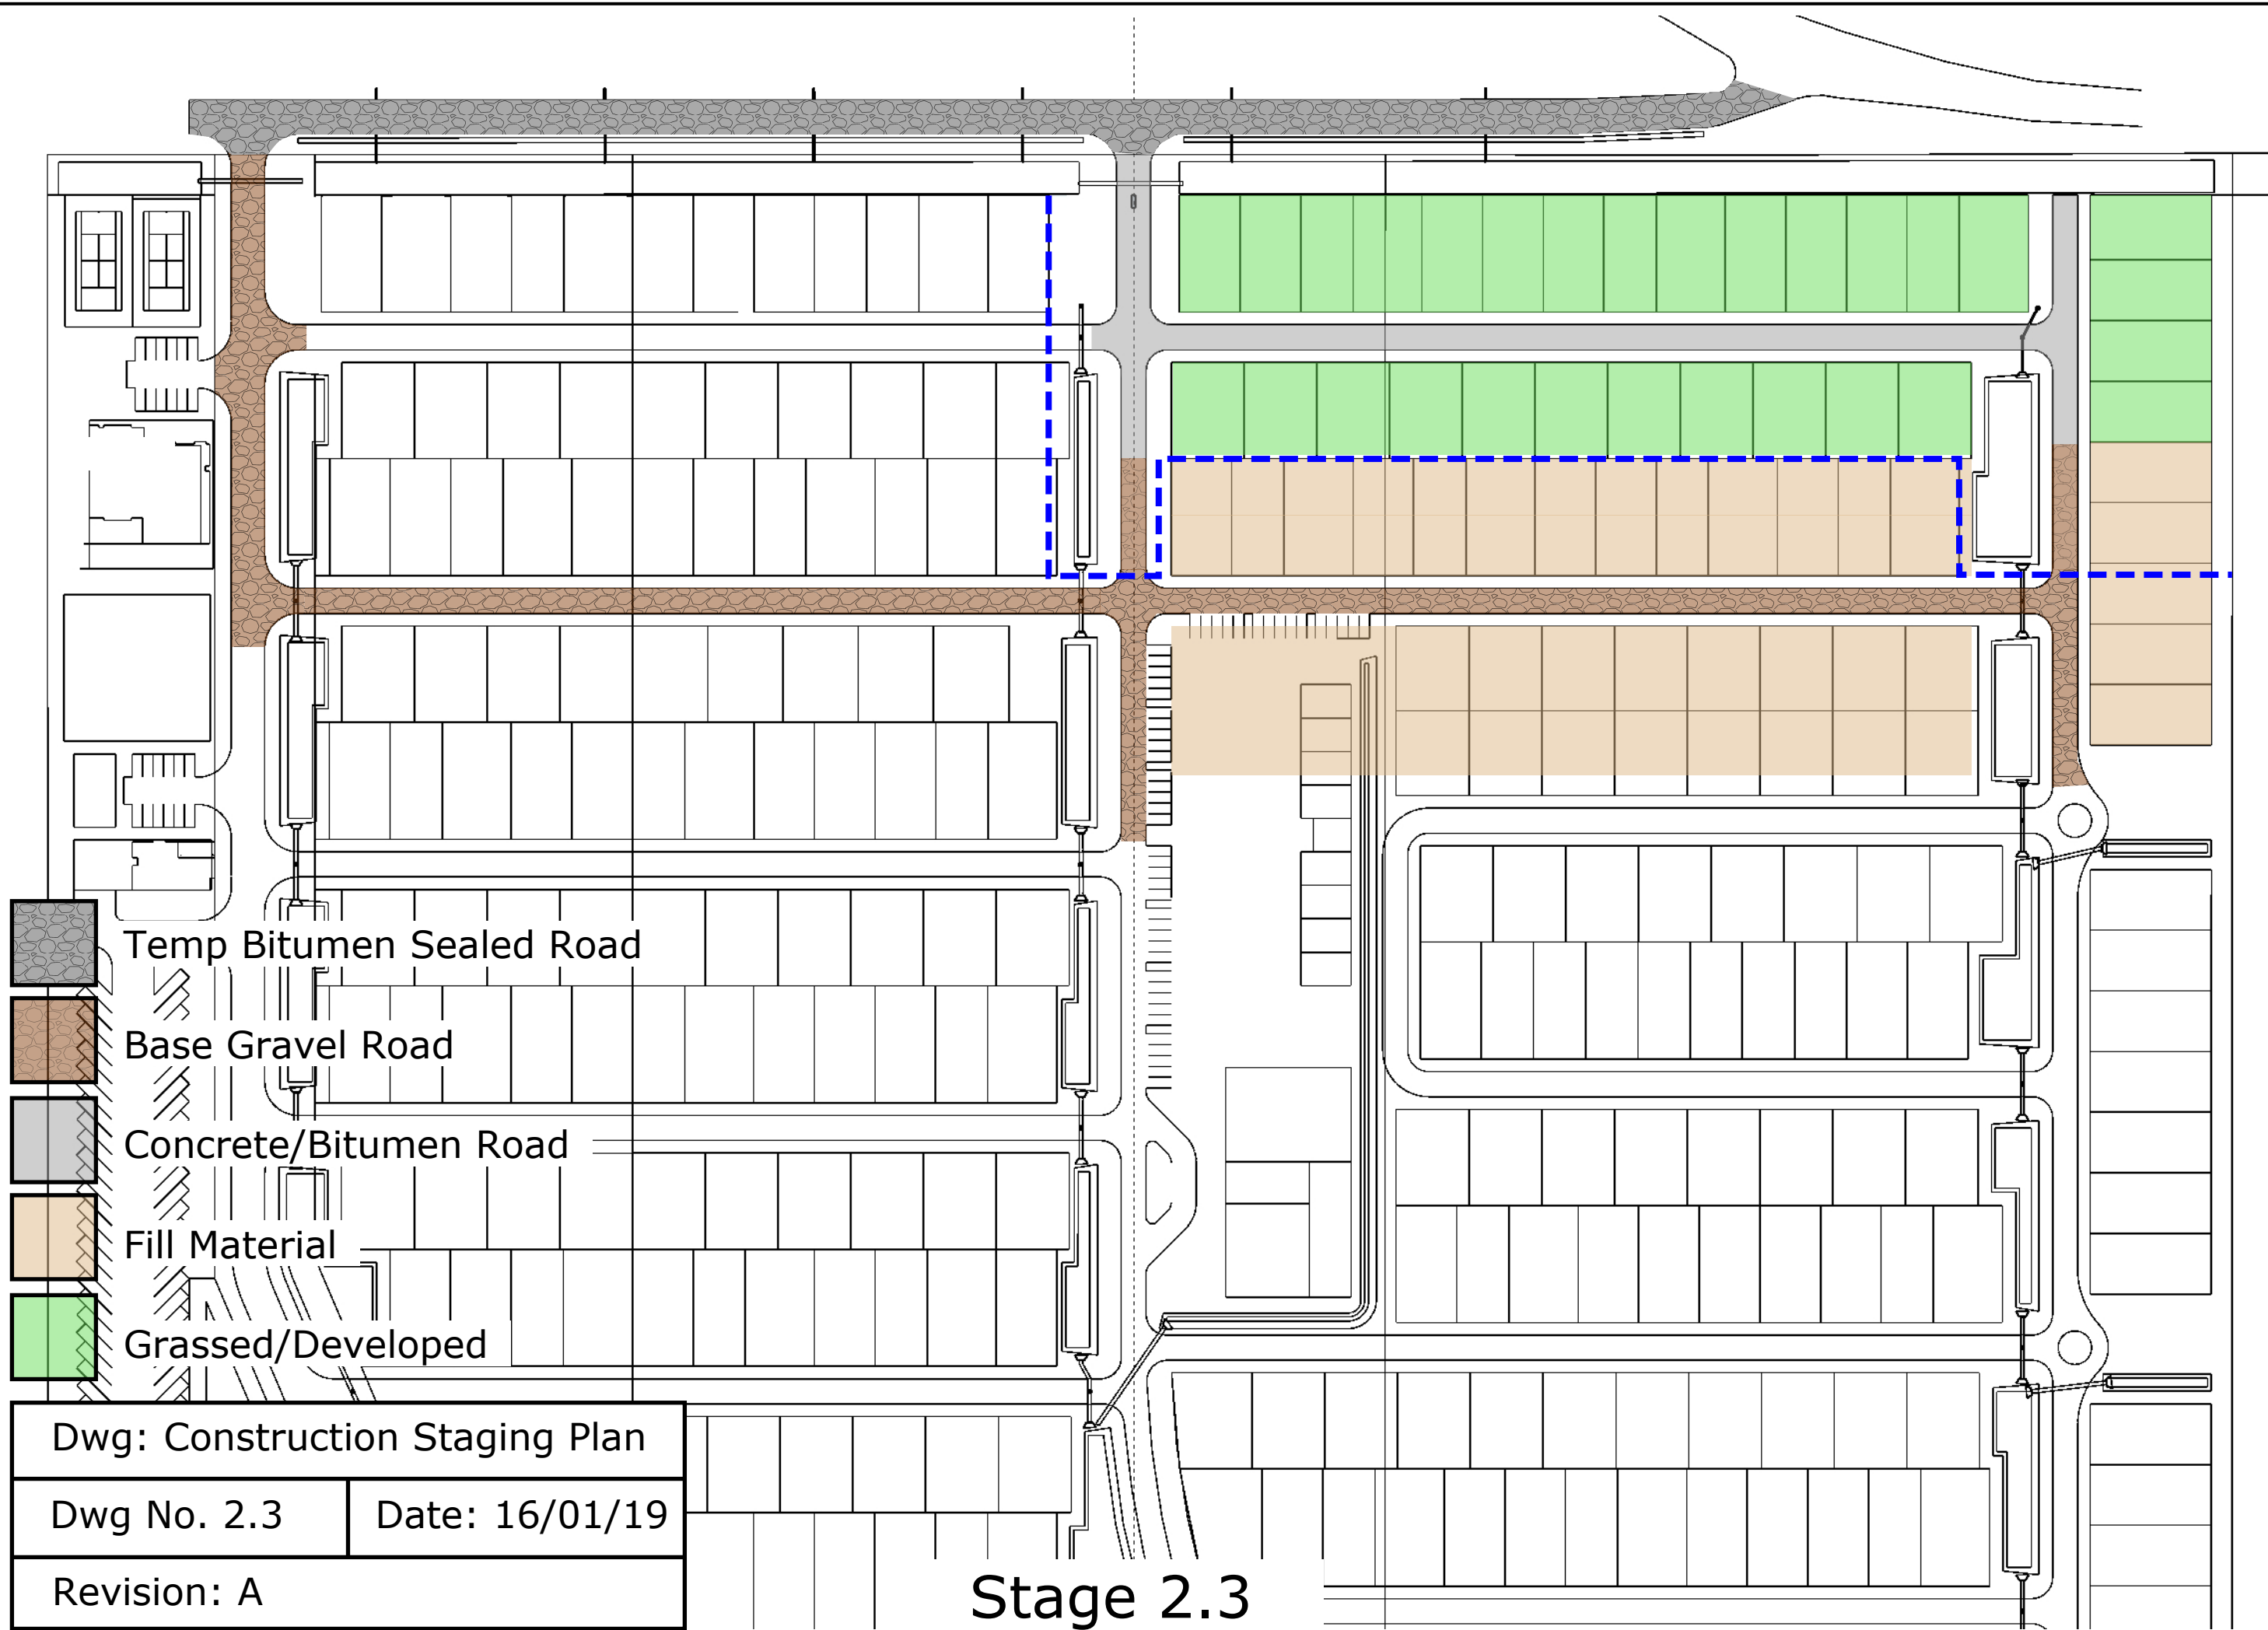 Temp Bitumen Sealed Road
Base Gravel Road
Concrete/Bitumen Road
Fill Material
Grassed/Developed
Dwg: Construction Staging Plan
Dwg No. 2.3
Date: 16/01/19
Revision: A
Stage 2.3